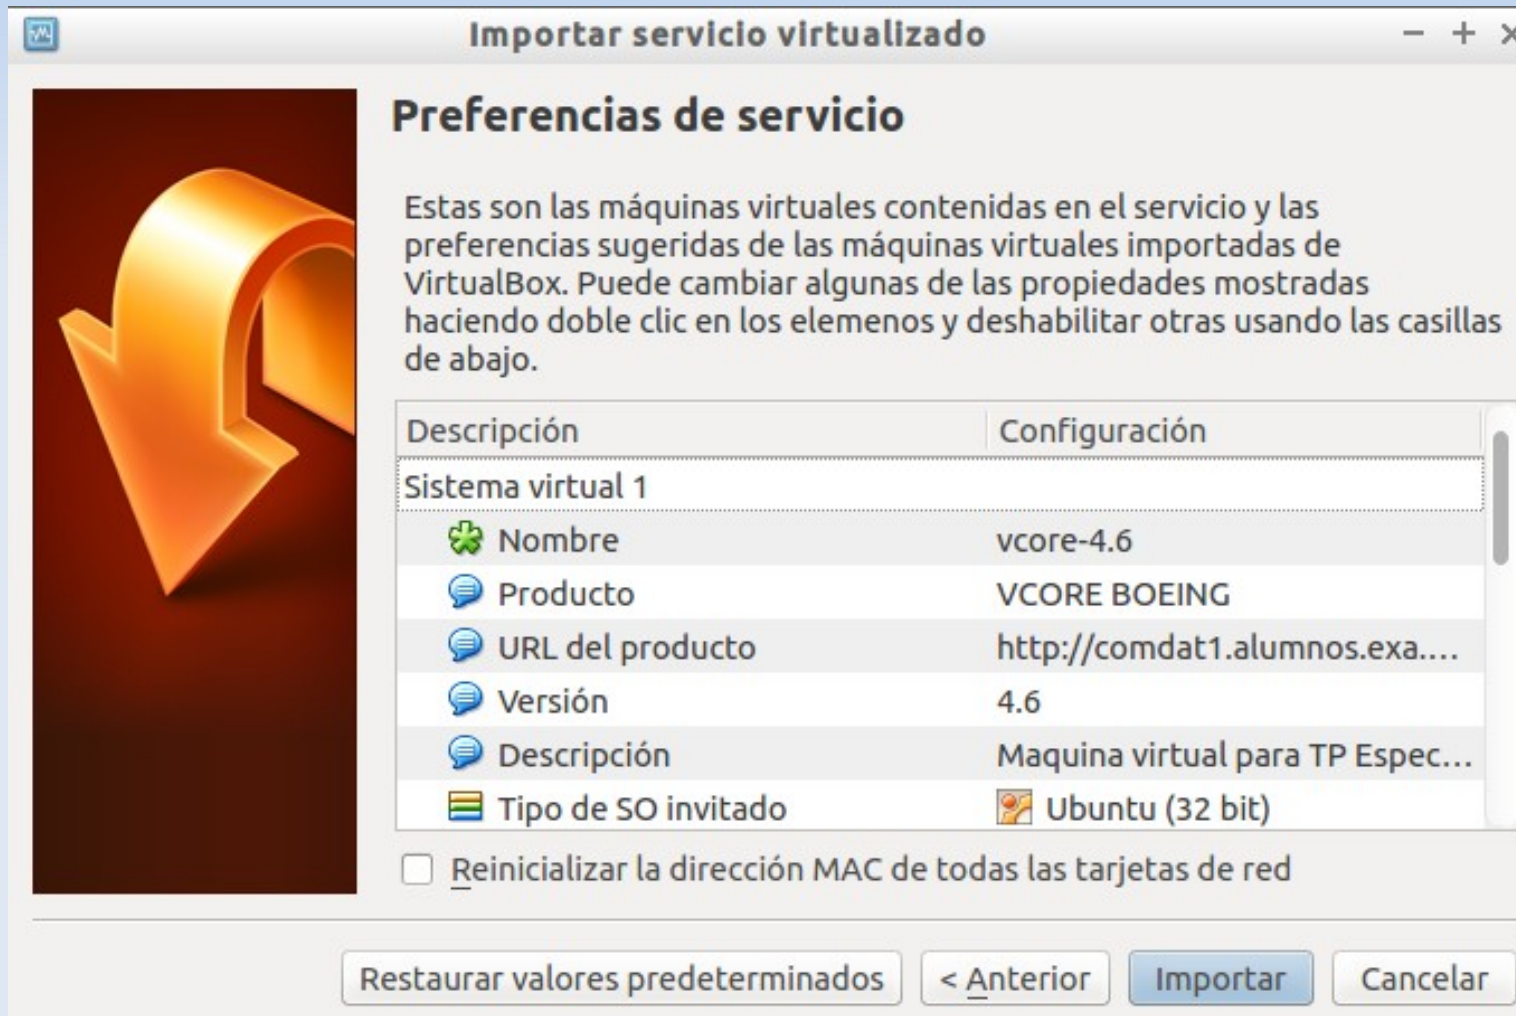 Importar servicio virtualizado
Preferencias de servicio
Estas son las máquinas virtuales contenidas en el servicio y las
preferencias sugeridas de las máquinas virtuales importadas de
VirtualBox. Puede cambiar algunas de las propiedades mostradas
haciendo doble clic en los elemenos y deshabilitar otras usando las casillas
de abajo.
Descripción Configuración
Sistema virtual 1
Nombre vcore-4.6
Producto VCORE BOEING
URL del producto http://comdat1.alumnos.exa....
Versión 4.6
Descripción Maquina virtual para TP Espec...
Tipo de SO invitado Ubuntu (32 bit)
Reinicializar la dirección MAC de todas las tarjetas de red
Restaurar valores predeterminados < Anterior Importar Cancelar